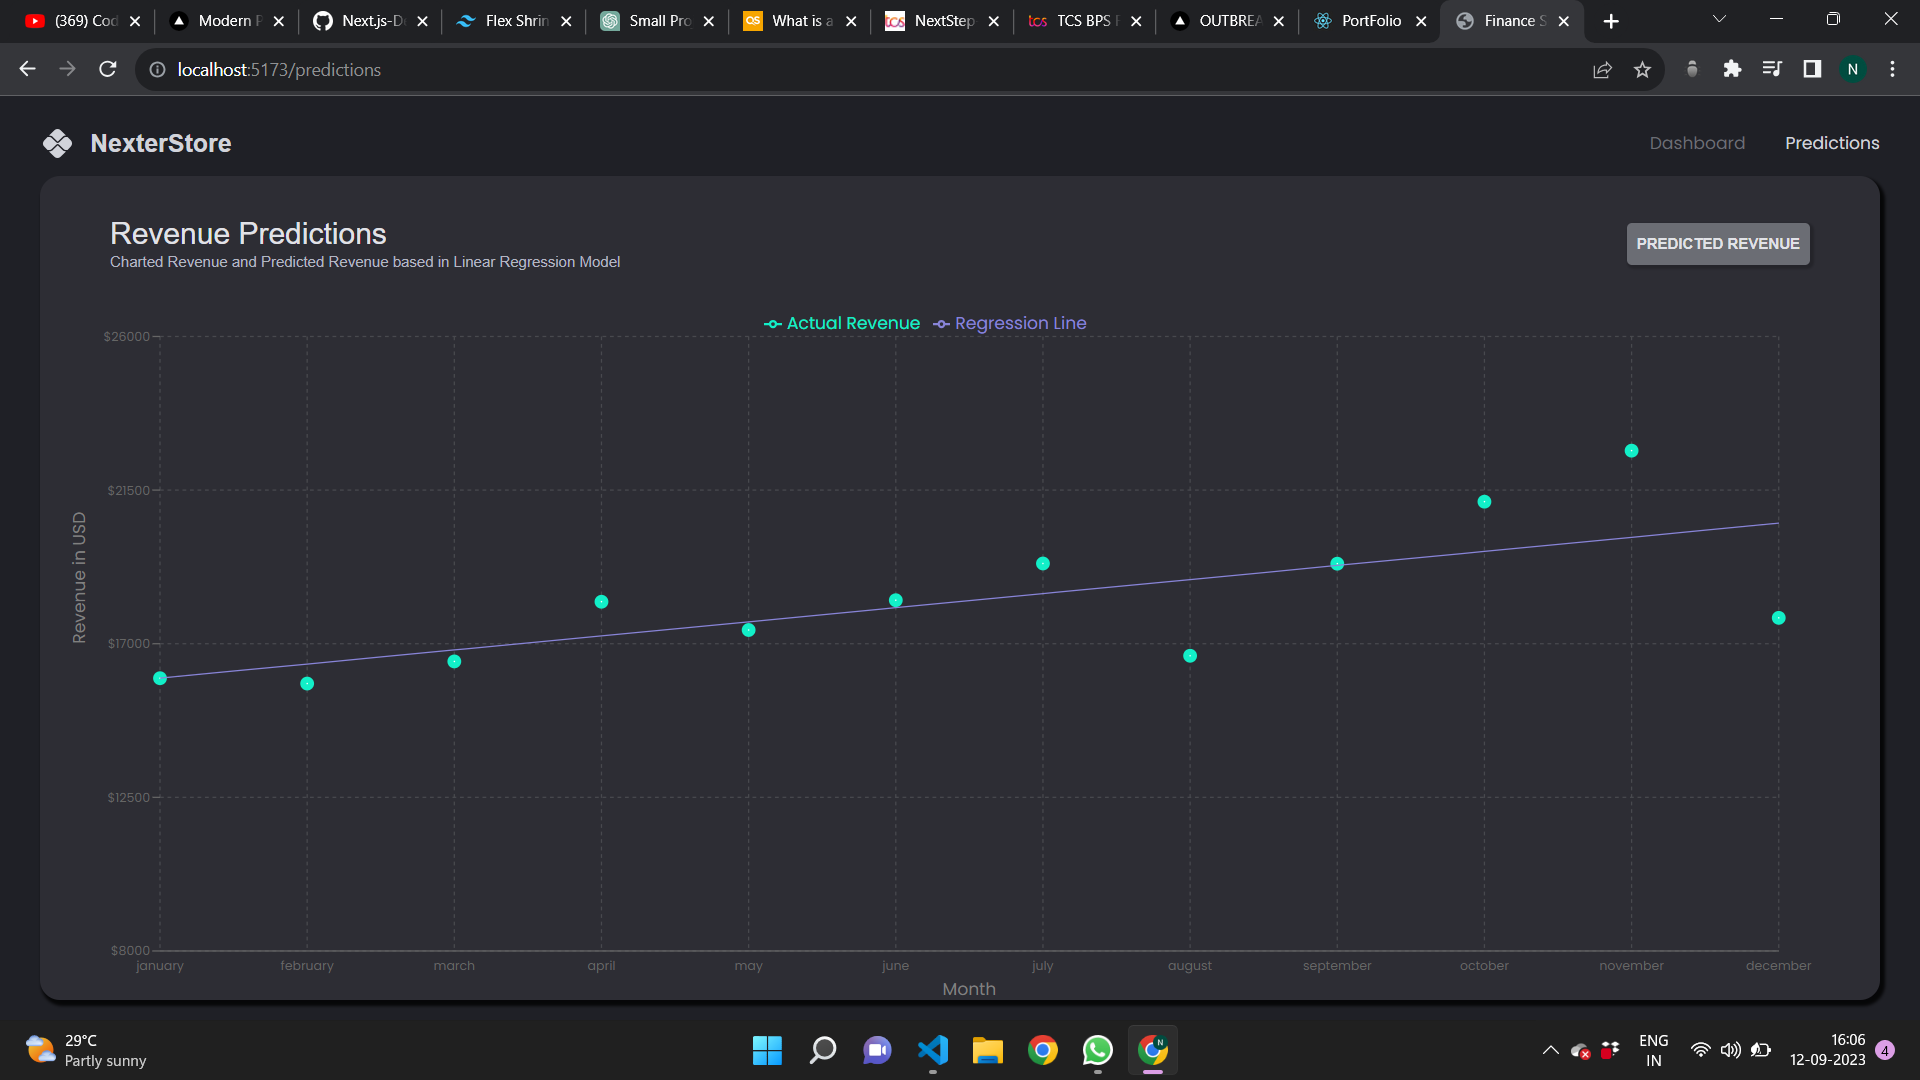 (369) Cod
Modern P
Next.js-D
Flex Shrin
Small Pro
What is a
NextStep
TCS BPS
OUTBREA
PortFolio
Finance S
localhost:5173/predictions
N
NexterStore
Dashboard
Predictions
Revenue Predictions
PREDICTED REVENUE
Charted Revenue and Predicted Revenue based in Linear Regression Model
Actual Revenue
Regression Line
$26000
$21500
$17000
$12500
$8000
Revenue in USD
january
february
march
april
may
june
july
august
september
october
november
december
Month
29°C
Partly sunny
ENG
IN
16:06
12-09-2023
4